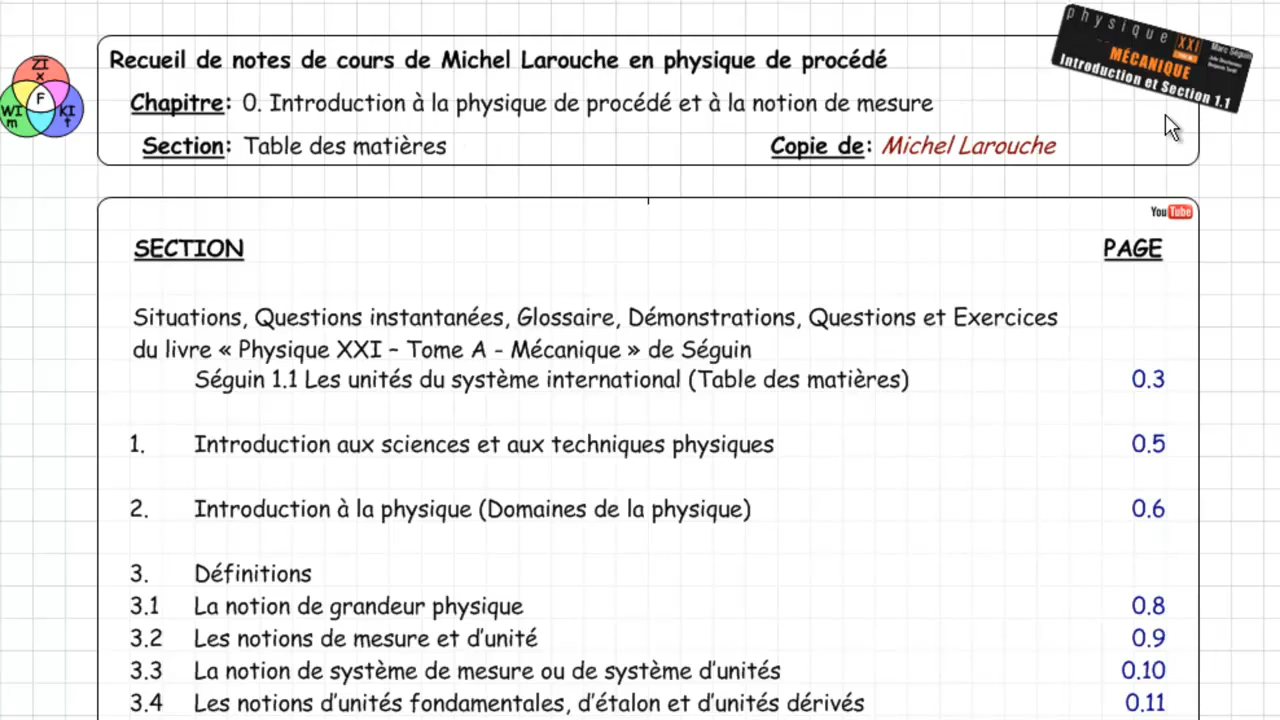 physique XXI
Marc Séguin
MÉCANIQUE
Introduction et Section 1.1
Recueil de notes de cours de Michel Larouche en physique de procédé
Chapitre: 0. Introduction à la physique de procédé et à la notion de mesure
Section: Table des matières Copie de: Michel Larouche
ZI
x
F
WI
m
KI
t
YouTube
SECTION PAGE
Situations, Questions instantanées, Glossaire, Démonstrations, Questions et Exercices
du livre « Physique XXI – Tome A - Mécanique » de Séguin
Séguin 1.1 Les unités du système international (Table des matières) 0.3
1. Introduction aux sciences et aux techniques physiques 0.5
2. Introduction à la physique (Domaines de la physique) 0.6
3. Définitions
3.1 La notion de grandeur physique 0.8
3.2 Les notions de mesure et d’unité 0.9
3.3 La notion de système de mesure ou de système d’unités 0.10
3.4 Les notions d’unités fondamentales, d’étalon et d’unités dérivés 0.11